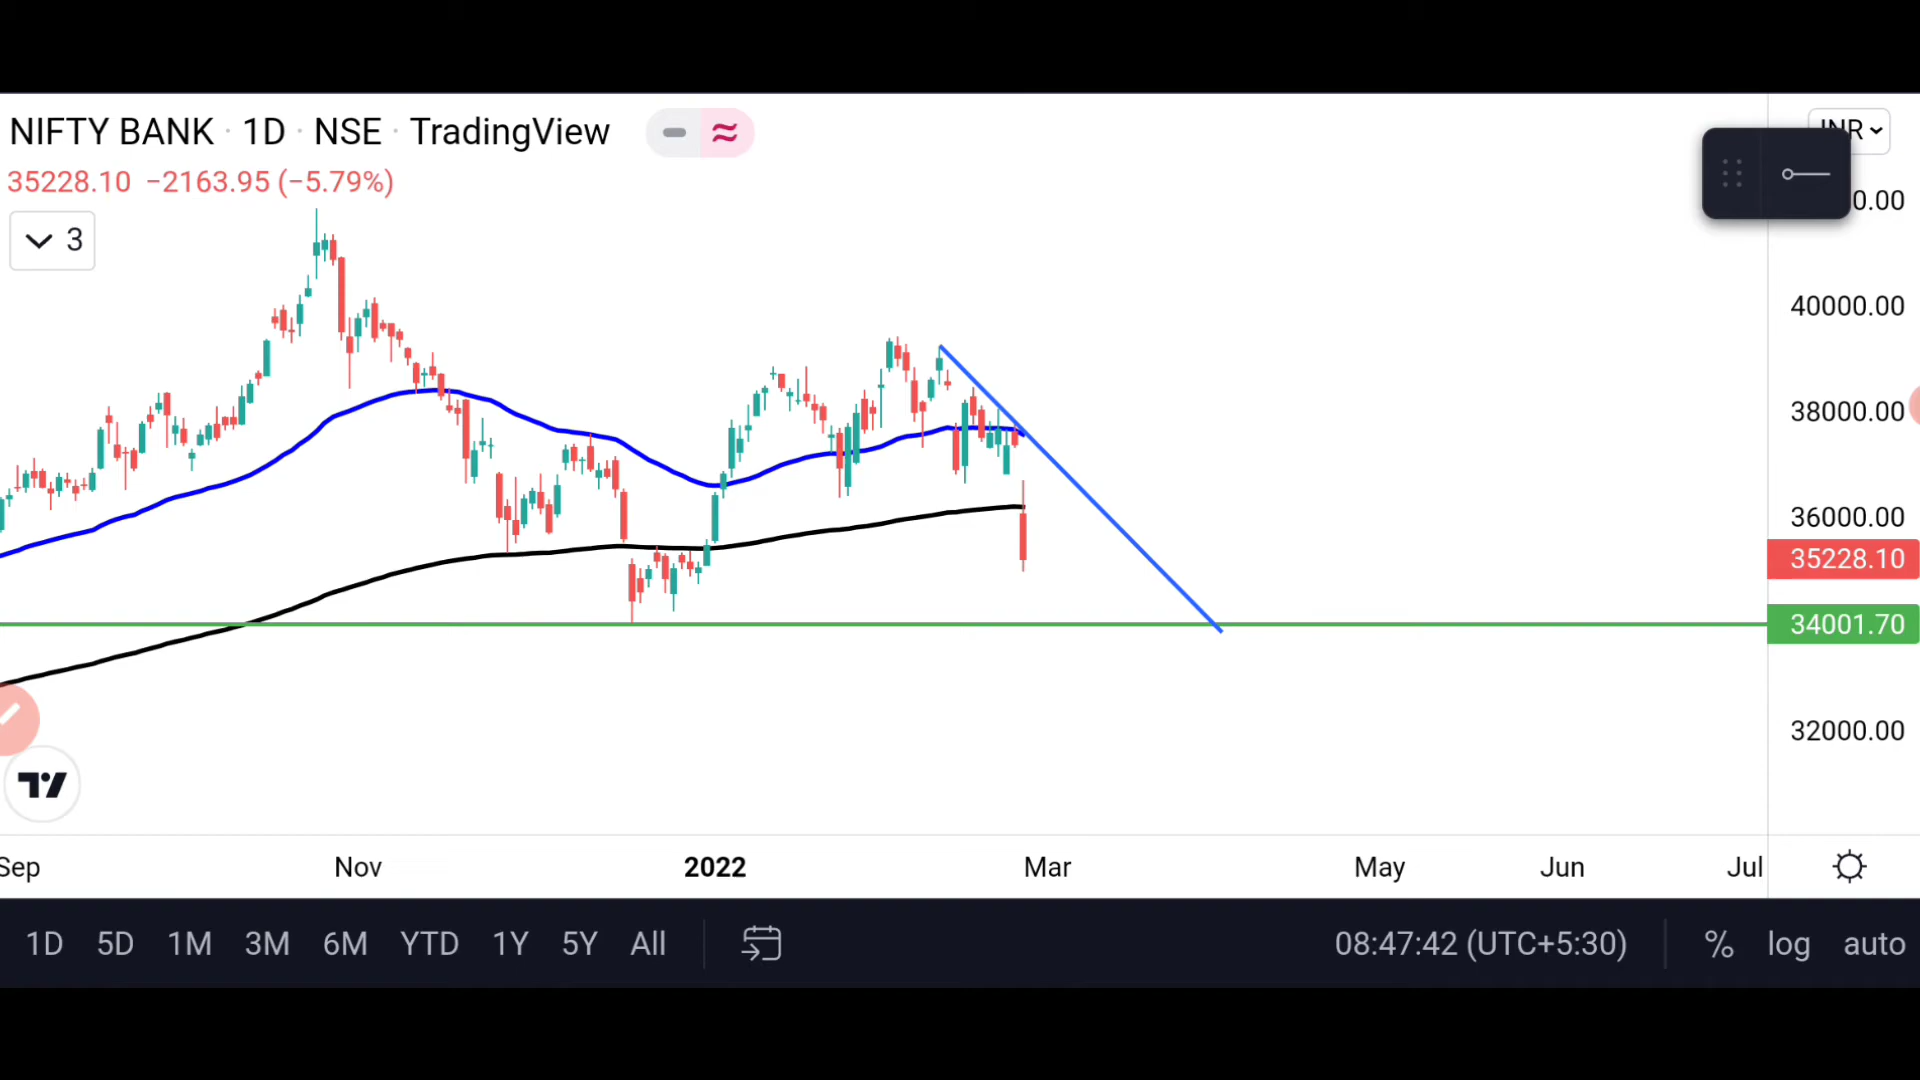 NIFTY BANK · 1D · NSE · TradingView
INR
35228.10 −2163.95 (−5.79%)
0.00
3
40000.00
38000.00
36000.00
35228.10
34001.70
32000.00
Sep Nov 2022 Mar May Jun Jul
1D 5D 1M 3M 6M YTD 1Y 5Y All 08:47:42 (UTC+5:30) % log auto